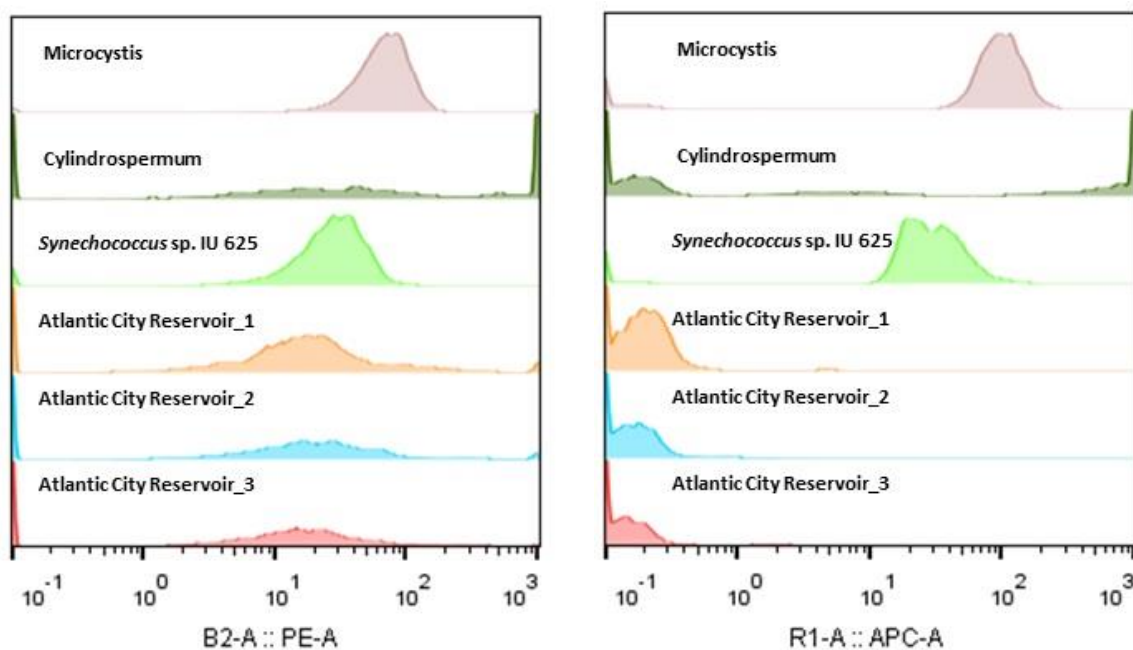 Microcystis
Cylindrospermum
Synechococcus sp. IU 625
Atlantic City Reservoir_1
Atlantic City Reservoir_2
Atlantic City Reservoir_3
10^-1 10^0 10^1 10^2 10^3
B2-A :: PE-A
Microcystis
Cylindrospermum
Synechococcus sp. IU 625
Atlantic City Reservoir_1
Atlantic City Reservoir_2
Atlantic City Reservoir_3
10^-1 10^0 10^1 10^2 10^3
R1-A :: APC-A